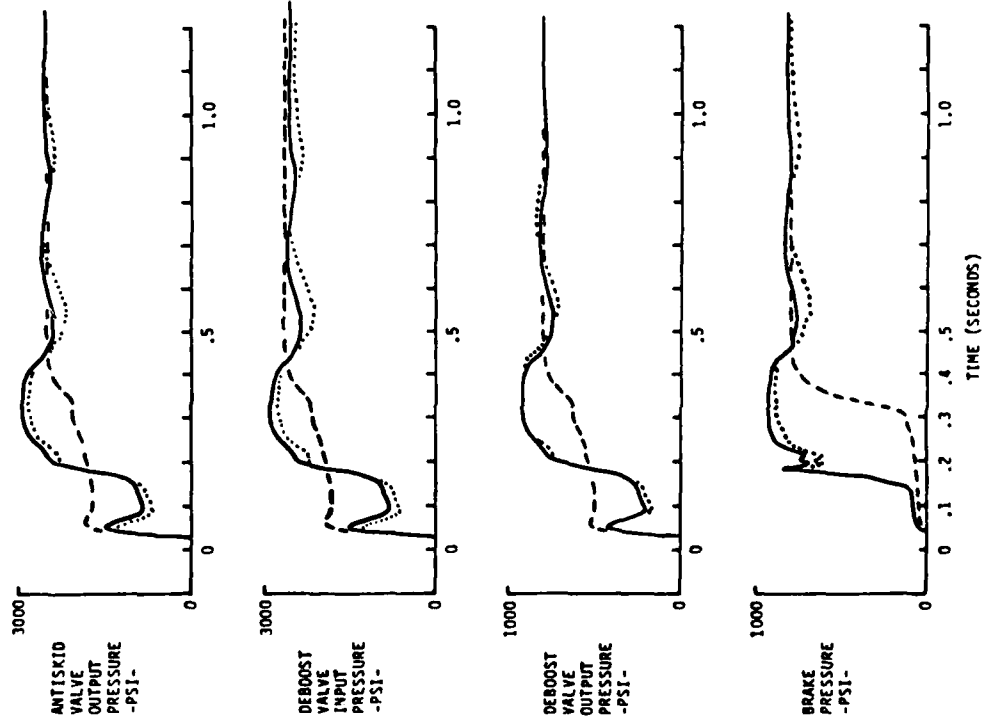 3000
0
ANTISKID
VALVE
OUTPUT
PRESSURE
-PSI-
0
.5
1.0
3000
0
DEBOOST
VALVE
INPUT
PRESSURE
-PSI-
0
.5
1.0
1000
0
DEBOOST
VALVE
OUTPUT
PRESSURE
-PSI-
0
.5
1.0
1000
0
BRAKE
PRESSURE
-PSI-
0
.1
.2
.3
.4
.5
1.0
TIME (SECONDS)